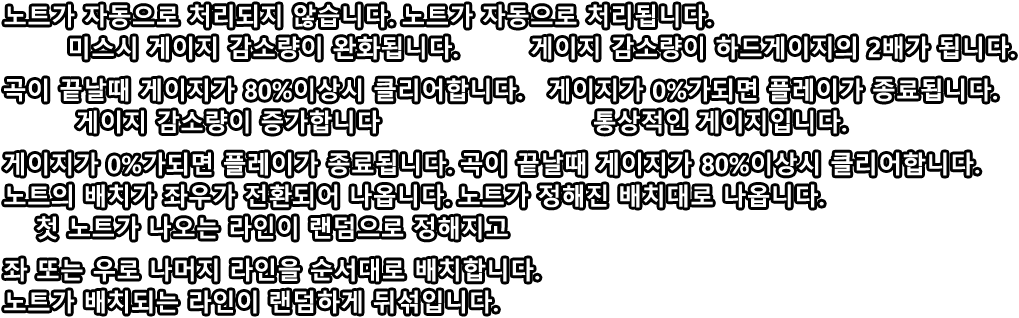 노트가 자동으로 처리되지 않습니다. 노트가 자동으로 처리됩니다.
미스시 게이지 감소량이 완화됩니다. 게이지 감소량이 하드게이지의 2배가 됩니다.
곡이 끝날때 게이지가 80%이상시 클리어합니다. 게이지가 0%가되면 플레이가 종료됩니다.
게이지 감소량이 증가합니다 통상적인 게이지입니다.
게이지가 0%가되면 플레이가 종료됩니다. 곡이 끝날때 게이지가 80%이상시 클리어합니다.
노트의 배치가 좌우가 전환되어 나옵니다. 노트가 정해진 배치대로 나옵니다.
첫 노트가 나오는 라인이 랜덤으로 정해지고
좌 또는 우로 나머지 라인을 순서대로 배치합니다.
노트가 배치되는 라인이 랜덤하게 뒤섞입니다.